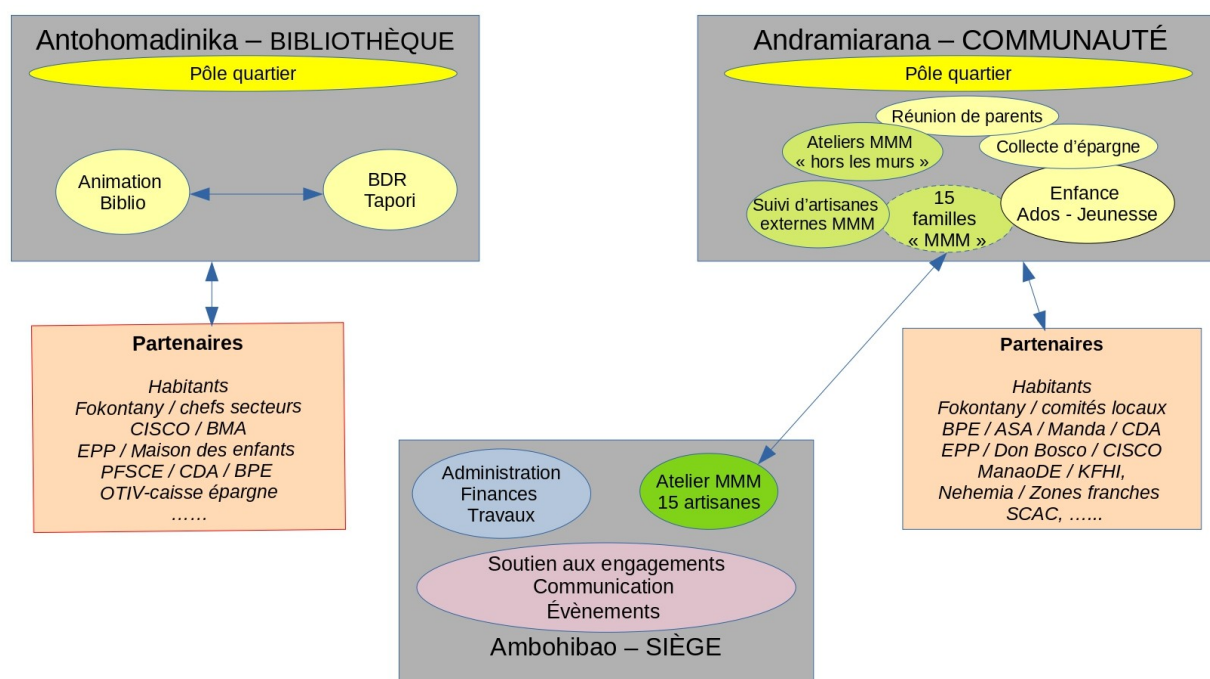 Antohomadinika – BIBLIOTHÈQUE
Pôle quartier
Animation
Biblio
BDR
Tapori
Partenaires
Habitants
Fokontany / chefs secteurs
CISCO / BMA
EPP / Maison des enfants
PFSCE / CDA / BPE
OTIV-caisse épargne
……
Andramiarana – COMMUNAUTÉ
Pôle quartier
Réunion de parents
Ateliers MMM
« hors les murs »
Collecte d’épargne
Suivi d’artisanes
externes MMM
15
familles
« MMM »
Enfance
Ados - Jeunesse
Partenaires
Habitants
Fokontany / comités locaux
BPE / ASA / Manda / CDA
EPP / Don Bosco / CISCO
ManaoDE / KFHI,
Nehemia / Zones franches
SCAC, …...
Administration
Finances
Travaux
Atelier MMM
15 artisanes
Soutien aux engagements
Communication
Évènements
Ambohibao – SIÈGE